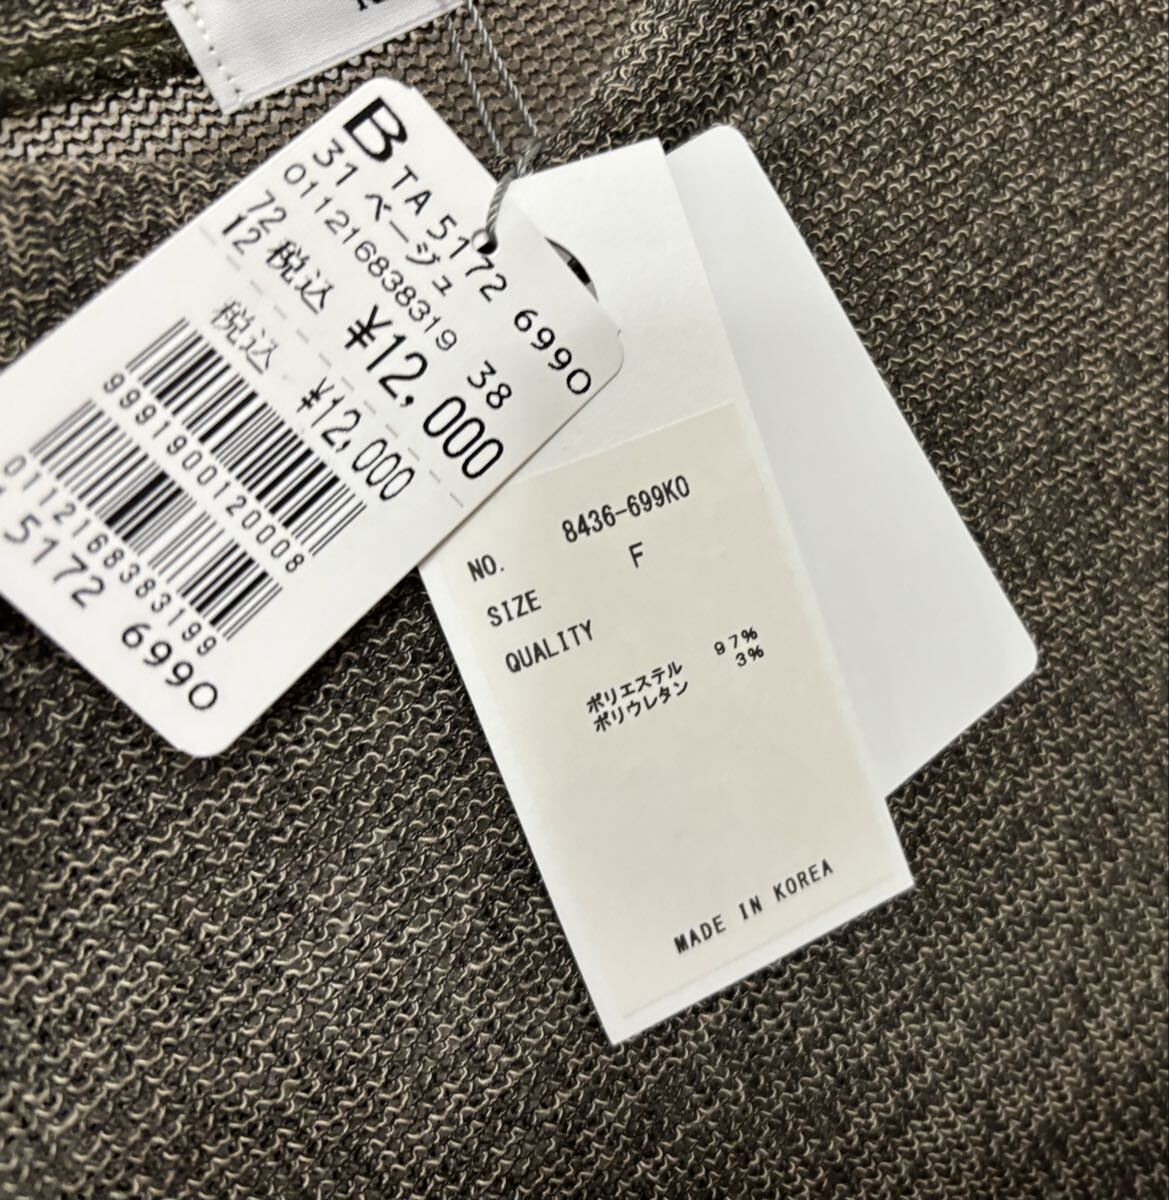 B TA 5172 6990
31 ベージュ
0112168383199 38
72
12 税込 ¥12,000
税込 ¥12,000
9991900120008
0112168383199
5172 6990
NO. 8436-699KO
SIZE F
QUALITY
ポリエステル 97%
ポリウレタン 3%
MADE IN KOREA